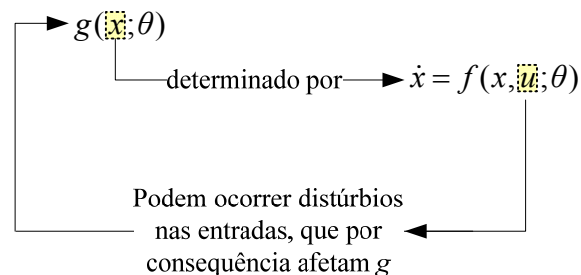 g(x;θ)
determinado por
ẋ = f(x,u;θ)
Podem ocorrer distúrbios
nas entradas, que por
consequência afetam g